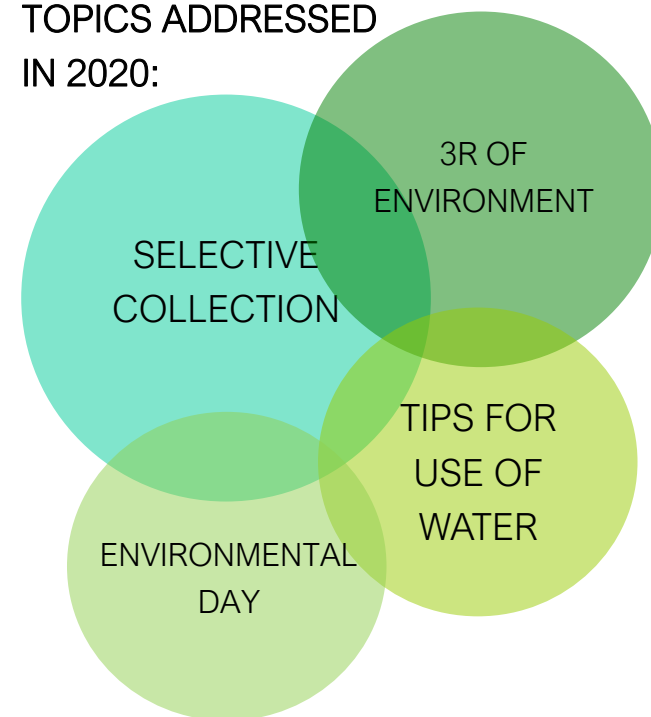 TOPICS ADDRESSED
IN 2020:
3R OF
ENVIRONMENT
SELECTIVE
COLLECTION
TIPS FOR
USE OF
WATER
ENVIRONMENTAL
DAY